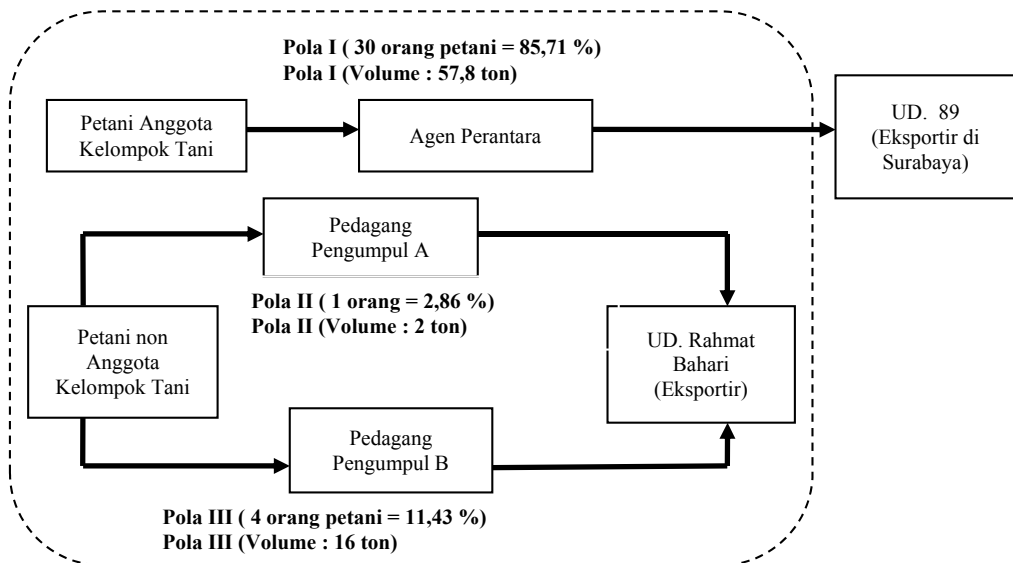 Pola I ( 30 orang petani = 85,71 %)
Pola I (Volume : 57,8 ton)
Petani Anggota
Kelompok Tani
Agen Perantara
UD.  89
(Eksportir di
Surabaya)
Pedagang
Pengumpul A
Pola II ( 1 orang = 2,86 %)
Pola II (Volume : 2 ton)
Petani non
Anggota
Kelompok Tani
UD. Rahmat
Bahari
(Eksportir)
Pedagang
Pengumpul B
Pola III ( 4 orang petani = 11,43 %)
Pola III (Volume : 16 ton)